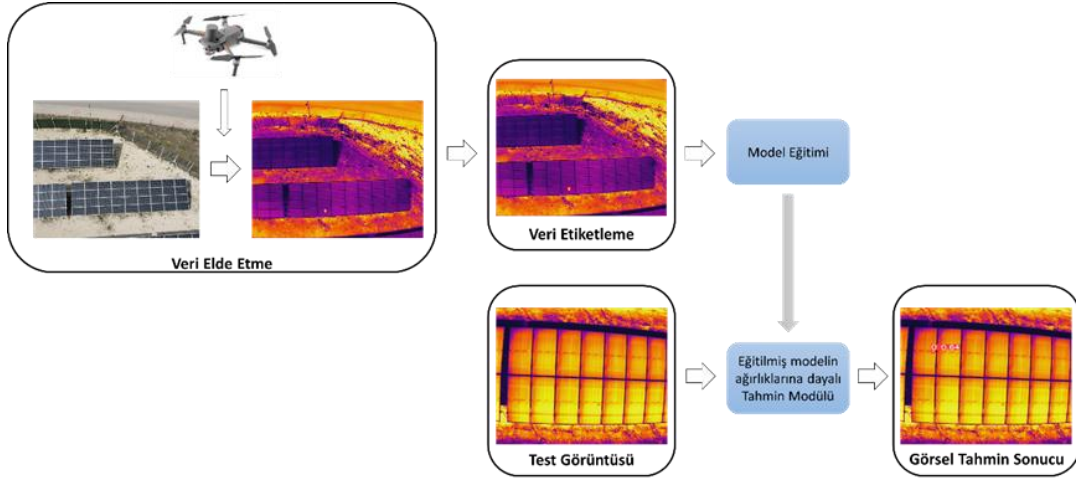 Veri Elde Etme
Veri Etiketleme
Model Eğitimi
Test Görüntüsü
Eğitilmiş modelin
ağırlıklarına dayalı
Tahmin Modülü
Görsel Tahmin Sonucu